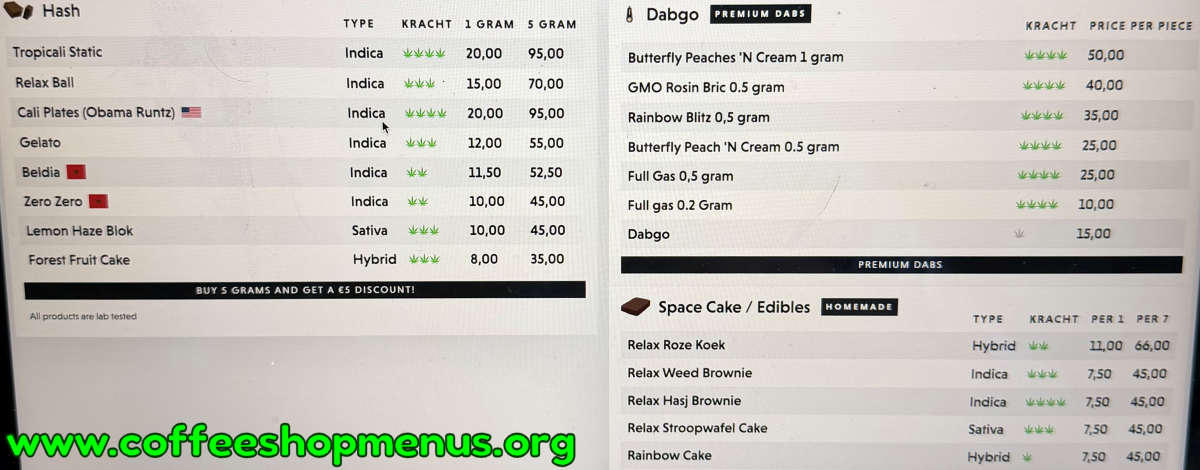 Hash
TYPE KRACHT 1 GRAM 5 GRAM
Tropicali Static Indica 20,00 95,00
Relax Ball Indica 15,00 70,00
Cali Plates (Obama Runtz) Indica 20,00 95,00
Gelato Indica 12,00 55,00
Beldia Indica 11,50 52,50
Zero Zero Indica 10,00 45,00
Lemon Haze Blok Sativa 10,00 45,00
Forest Fruit Cake Hybrid 8,00 35,00
BUY 5 GRAMS AND GET A €5 DISCOUNT!
All products are lab tested
Dabgo PREMIUM DABS
KRACHT PRICE PER PIECE
Butterfly Peaches 'N Cream 1 gram 50,00
GMO Rosin Bric 0.5 gram 40,00
Rainbow Blitz 0,5 gram 35,00
Butterfly Peach 'N Cream 0.5 gram 25,00
Full Gas 0,5 gram 25,00
Full gas 0.2 Gram 10,00
Dabgo 15,00
PREMIUM DABS
Space Cake / Edibles HOMEMADE
TYPE KRACHT PER 1 PER 7
Relax Roze Koek Hybrid 11,00 66,00
Relax Weed Brownie Indica 7,50 45,00
Relax Hasj Brownie Indica 7,50 45,00
Relax Stroopwafel Cake Sativa 7,50 45,00
Rainbow Cake Hybrid 7,50 45,00
www.coffeeshopmenus.org